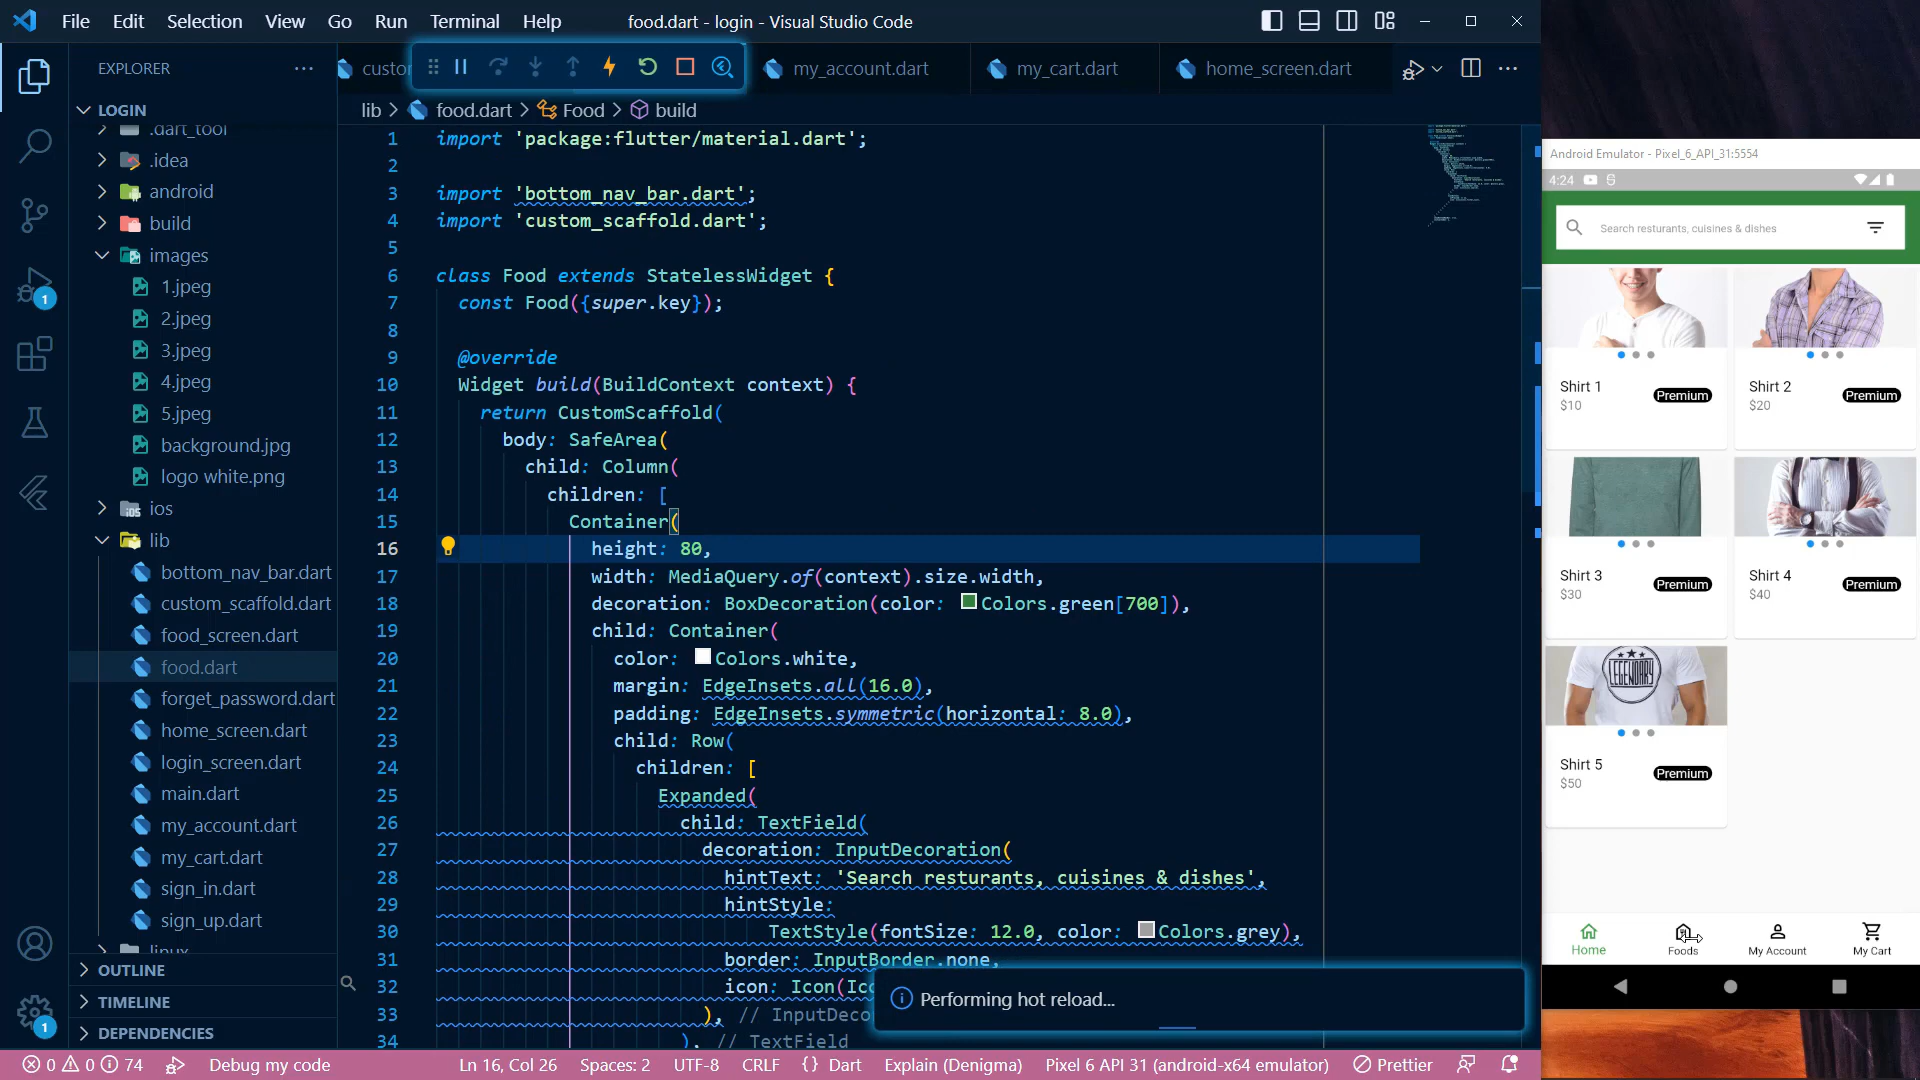 File Edit Selection View Go Run Terminal Help food.dart - login - Visual Studio Code
EXPLORER
LOGIN
.dart_tool
.idea
android
build
images
1.jpeg
2.jpeg
3.jpeg
4.jpeg
5.jpeg
background.jpg
logo white.png
ios
lib
bottom_nav_bar.dart
custom_scaffold.dart
food_screen.dart
food.dart
forget_password.dart
home_screen.dart
login_screen.dart
main.dart
my_account.dart
my_cart.dart
sign_in.dart
sign_up.dart
linux
OUTLINE
TIMELINE
DEPENDENCIES
1
1
my_account.dart my_cart.dart home_screen.dart
lib > food.dart > Food > build
1 import 'package:flutter/material.dart';
2
3 import 'bottom_nav_bar.dart';
4 import 'custom_scaffold.dart';
5
6 class Food extends StatelessWidget {
7 const Food({super.key});
8
9 @override
10 Widget build(BuildContext context) {
11 return CustomScaffold(
12 body: SafeArea(
13 child: Column(
14 children: [
15 Container(
16 height: 80,
17 width: MediaQuery.of(context).size.width,
18 decoration: BoxDecoration(color: Colors.green[700]),
19 child: Container(
20 color: Colors.white,
21 margin: EdgeInsets.all(16.0),
22 padding: EdgeInsets.symmetric(horizontal: 8.0),
23 child: Row(
24 children: [
25 Expanded(
26 child: TextField(
27 decoration: InputDecoration(
28 hintText: 'Search resturants, cuisines & dishes',
29 hintStyle:
30 TextStyle(fontSize: 12.0, color: Colors.grey),
31 border: InputBorder.none,
32 icon: Icon(Ic
33 ), // InputDeco
34 ), // TextField
Performing hot reload...
0 0 74 Debug my code Ln 16, Col 26 Spaces: 2 UTF-8 CRLF {} Dart Explain (Denigma) Pixel 6 API 31 (android-x64 emulator) Prettier
Android Emulator - Pixel_6_API_31:5554
4:24
Search resturants, cuisines & dishes
Shirt 1
$10
Premium
Shirt 2
$20
Premium
Shirt 3
$30
Premium
Shirt 4
$40
Premium
LEGENDARY
Shirt 5
$50
Premium
Home Foods My Account My Cart